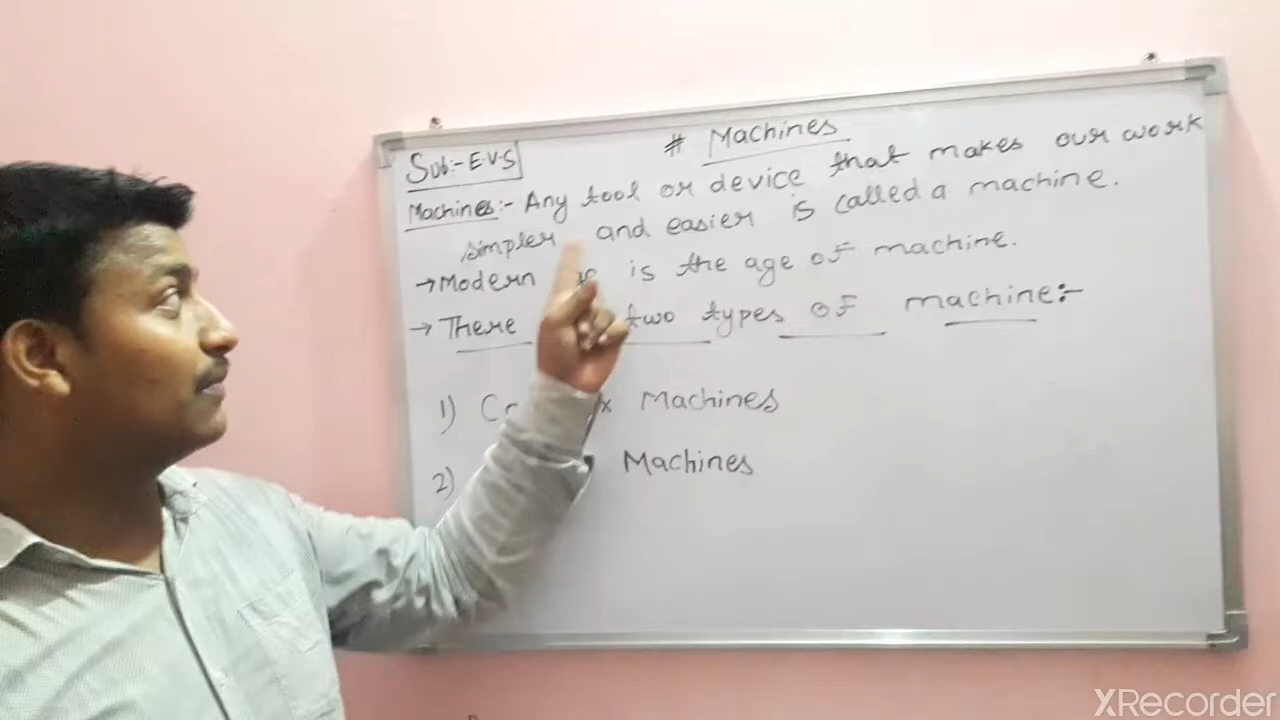 # Machines
Sub:- E.V.S
Machines:- Any tool or device that makes our work
simpler and easier is called a machine.
→ Modern is the age of machine.
→ There two types of machine:-
1) Machines
2) Machines
XRecorder